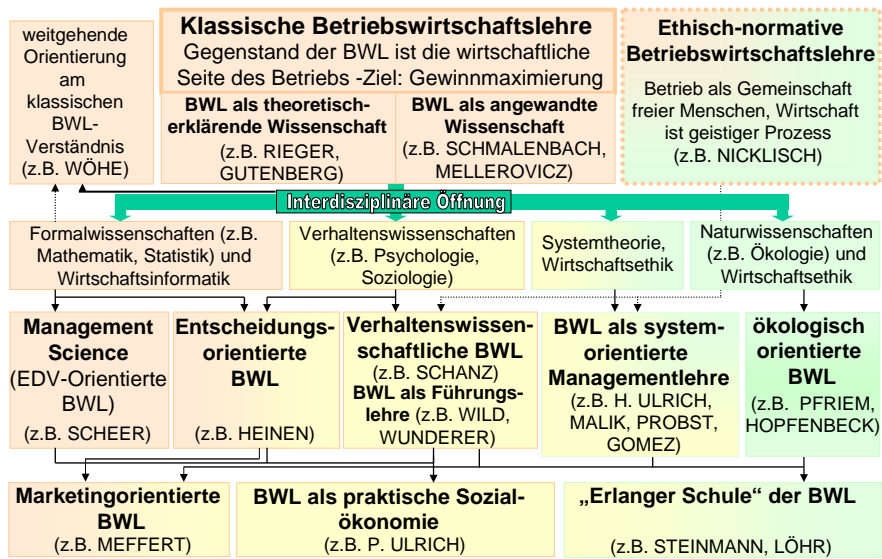 weitgehende
Orientierung
am
klassischen
BWL-
Verständnis
(z.B. WÖHE)
Klassische Betriebswirtschaftslehre
Gegenstand der BWL ist die wirtschaftliche
Seite des Betriebs -Ziel: Gewinnmaximierung
BWL als theoretisch-
erklärende Wissenschaft
(z.B. RIEGER,
GUTENBERG)
BWL als angewandte
Wissenschaft
(z.B. SCHMALENBACH,
MELLEROVICZ)
Ethisch-normative
Betriebswirtschaftslehre
Betrieb als Gemeinschaft
freier Menschen, Wirtschaft
ist geistiger Prozess
(z.B. NICKLISCH)
Interdisziplinäre Öffnung
Formalwissenschaften (z.B.
Mathematik, Statistik) und
Wirtschaftsinformatik
Verhaltenswissenschaften
(z.B. Psychologie,
Soziologie)
Systemtheorie,
Wirtschaftsethik
Naturwissenschaften
(z.B. Ökologie) und
Wirtschaftsethik
Management
Science
(EDV-Orientierte
BWL)
(z.B. SCHEER)
Entscheidungs-
orientierte
BWL
(z.B. HEINEN)
Verhaltenswissen-
schaftliche BWL
(z.B. SCHANZ)
BWL als Führungs-
lehre (z.B. WILD,
WUNDERER)
BWL als system-
orientierte
Managementlehre
(z.B. H. ULRICH,
MALIK, PROBST,
GOMEZ)
ökologisch
orientierte
BWL
(z.B. PFRIEM,
HOPFENBECK)
Marketingorientierte
BWL
(z.B. MEFFERT)
BWL als praktische Sozial-
ökonomie
(z.B. P. ULRICH)
„Erlanger Schule“ der BWL
(z.B. STEINMANN, LÖHR)